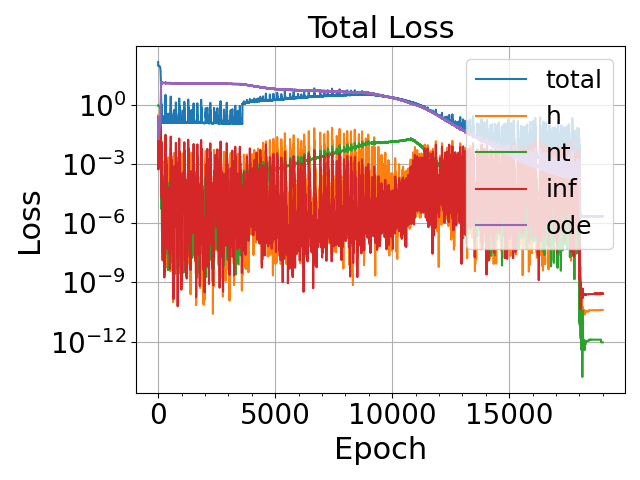 Total Loss
Loss
10^0
10^−3
10^−6
10^−9
10^−12
total
h
nt
inf
ode
0
5000
10000
15000
Epoch